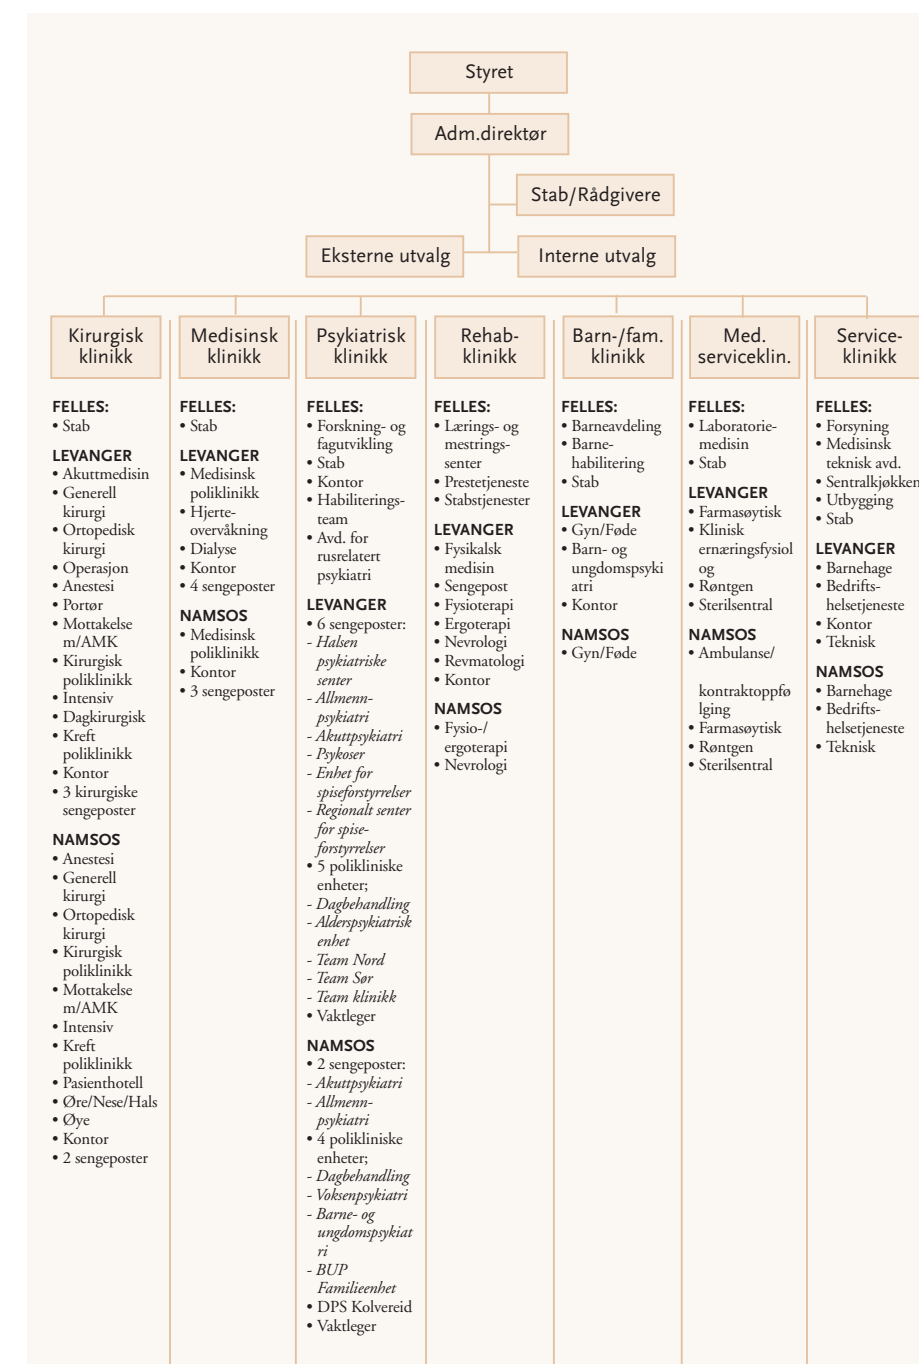 Styret
Adm.direktør
Stab/Rådgivere
Eksterne utvalg
Interne utvalg
Kirurgisk
klinikk
FELLES:
• Stab
LEVANGER
• Akuttmedisin
• Generell
kirurgi
• Ortopedisk
kirurgi
• Operasjon
• Anestesi
• Portør
• Mottakelse
m/AMK
• Kirurgisk
poliklinikk
• Intensiv
• Dagkirurgisk
• Kreft
poliklinikk
• Kontor
• 3 kirurgiske
sengeposter
NAMSOS
• Anestesi
• Generell
kirurgi
• Ortopedisk
kirurgi
• Kirurgisk
poliklinikk
• Mottakelse
m/AMK
• Intensiv
• Kreft
poliklinikk
• Pasienthotell
• Øre/Nese/Hals
• Øye
• Kontor
• 2 sengeposter
Medisinsk
klinikk
FELLES:
• Stab
LEVANGER
• Medisinsk
poliklinikk
• Hjerte-
overvåkning
• Dialyse
• Kontor
• 4 sengeposter
NAMSOS
• Medisinsk
poliklinikk
• Kontor
• 3 sengeposter
Psykiatrisk
klinikk
FELLES:
• Forskning- og
fagutvikling
• Stab
• Kontor
• Habiliterings-
team
• Avd. for
rusrelatert
psykiatri
LEVANGER
• 6 sengeposter:
- Halsen
psykiatriske
senter
- Allmenn-
psykiatri
- Akuttpsykiatri
- Psykoser
- Enhet for
spiseforstyrrelser
- Regionalt senter
for spise-
forstyrrelser
• 5 polikliniske
enheter;
- Dagbehandling
- Alderspsykiatrisk
enhet
- Team Nord
- Team Sør
- Team klinikk
• Vaktleger
NAMSOS
• 2 sengeposter:
- Akuttpsykiatri
- Allmenn-
psykiatri
• 4 polikliniske
enheter;
- Dagbehandling
- Voksenpsykiatri
- Barne- og
ungdomspsykiat
ri
- BUP
Familieenhet
• DPS Kolvereid
• Vaktleger
Rehab-
klinikk
FELLES:
• Lærings- og
mestrings-
senter
• Prestetjeneste
• Stabstjenester
LEVANGER
• Fysikalsk
medisin
• Sengepost
• Fysioterapi
• Ergoterapi
• Nevrologi
• Revmatologi
• Kontor
NAMSOS
• Fysio-/
ergoterapi
• Nevrologi
Barn-/fam.
klinikk
FELLES:
• Barneavdeling
• Barne-
habilitering
• Stab
LEVANGER
• Gyn/Føde
• Barn- og
ungdomspsyki
atri
• Kontor
NAMSOS
• Gyn/Føde
Med.
serviceklin.
FELLES:
• Laboratorie-
medisin
• Stab
LEVANGER
• Farmasøytisk
• Klinisk
ernæringsfysiol
og
• Røntgen
• Sterilsentral
NAMSOS
• Ambulanse/
kontraktoppfø
lging
• Farmasøytisk
• Røntgen
• Sterilsentral
Service-
klinikk
FELLES:
• Forsyning
• Medisinsk
teknisk avd.
• Sentralkjøkken
• Utbygging
• Stab
LEVANGER
• Barnehage
• Bedrifts-
helsetjeneste
• Kontor
• Teknisk
NAMSOS
• Barnehage
• Bedrifts-
helsetjeneste
• Teknisk